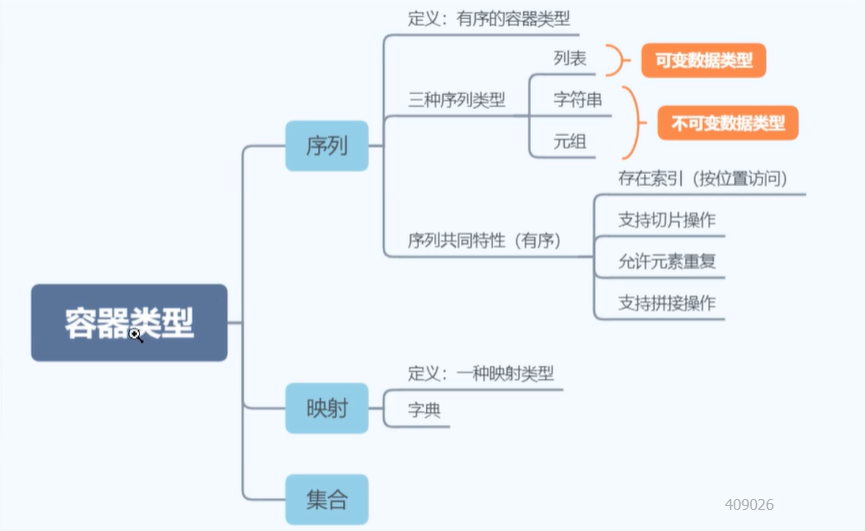 定义：有序的容器类型
列表
可变数据类型
三种序列类型
字符串
不可变数据类型
元组
序列
存在索引（按位置访问）
支持切片操作
序列共同特性（有序）
允许元素重复
支持拼接操作
容器类型
定义：一种映射类型
映射
字典
集合
409026